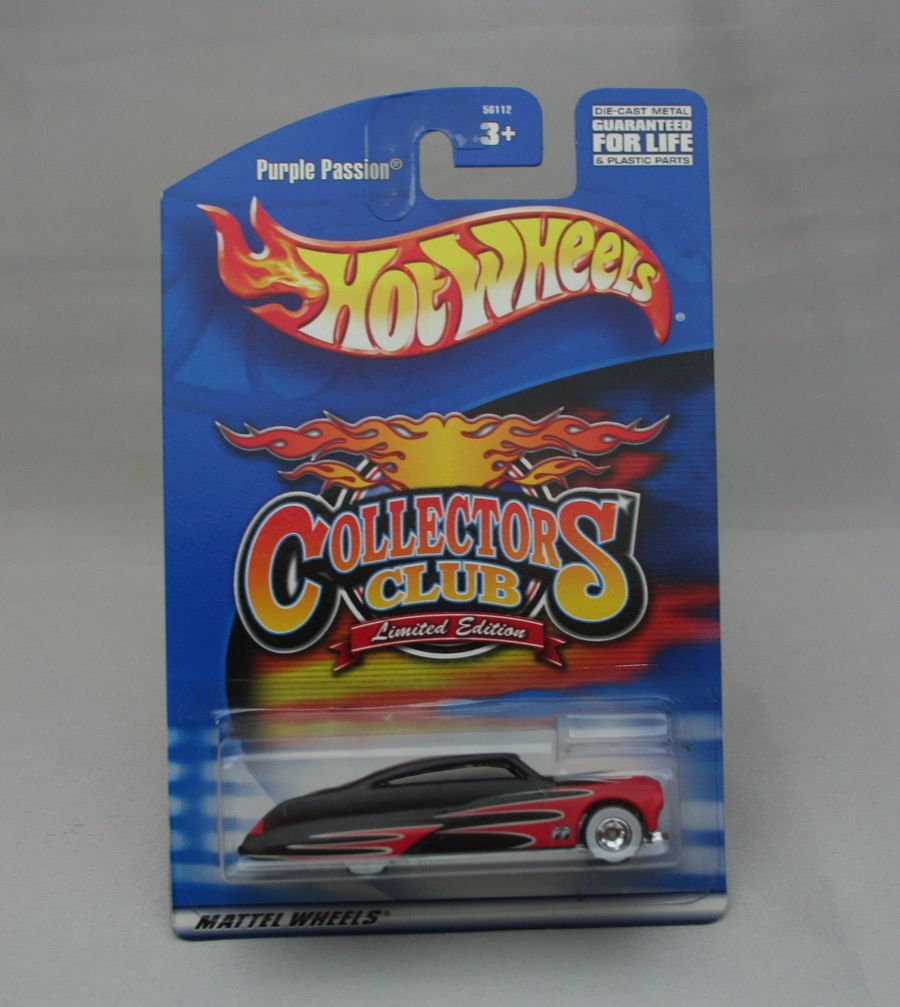 56112
3+
DIE-CAST METAL
GUARANTEED
FOR LIFE
& PLASTIC PARTS
Purple Passion®
HOT WHEELS®
COLLECTORS
CLUB
Limited Edition
MATTEL WHEELS®